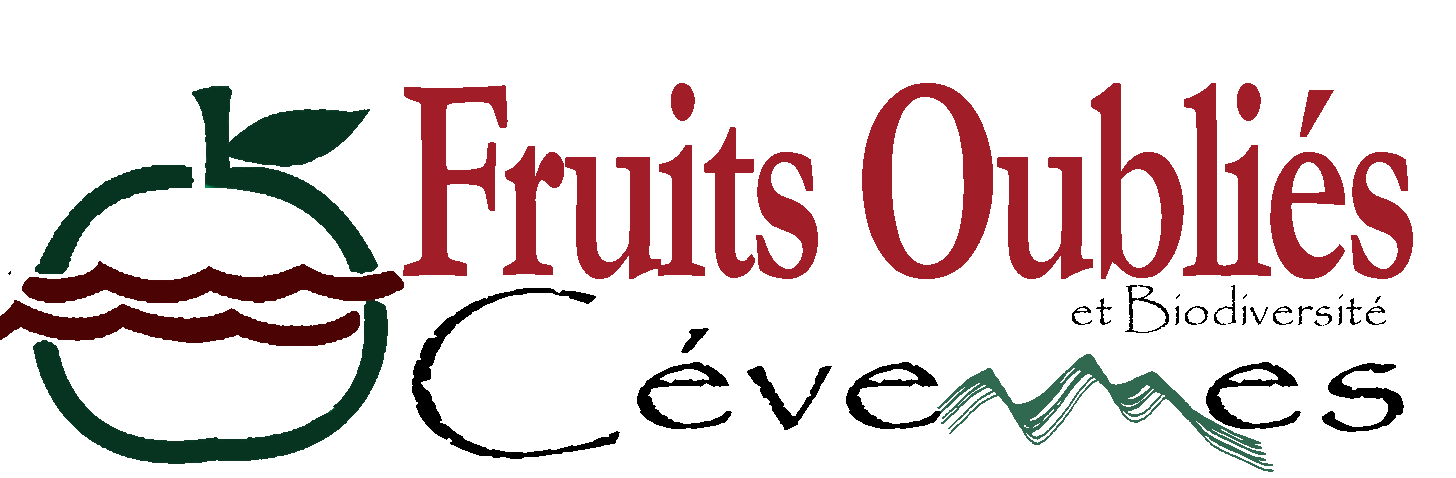 Fruits Oubliés
et Biodiversité
Cévennes